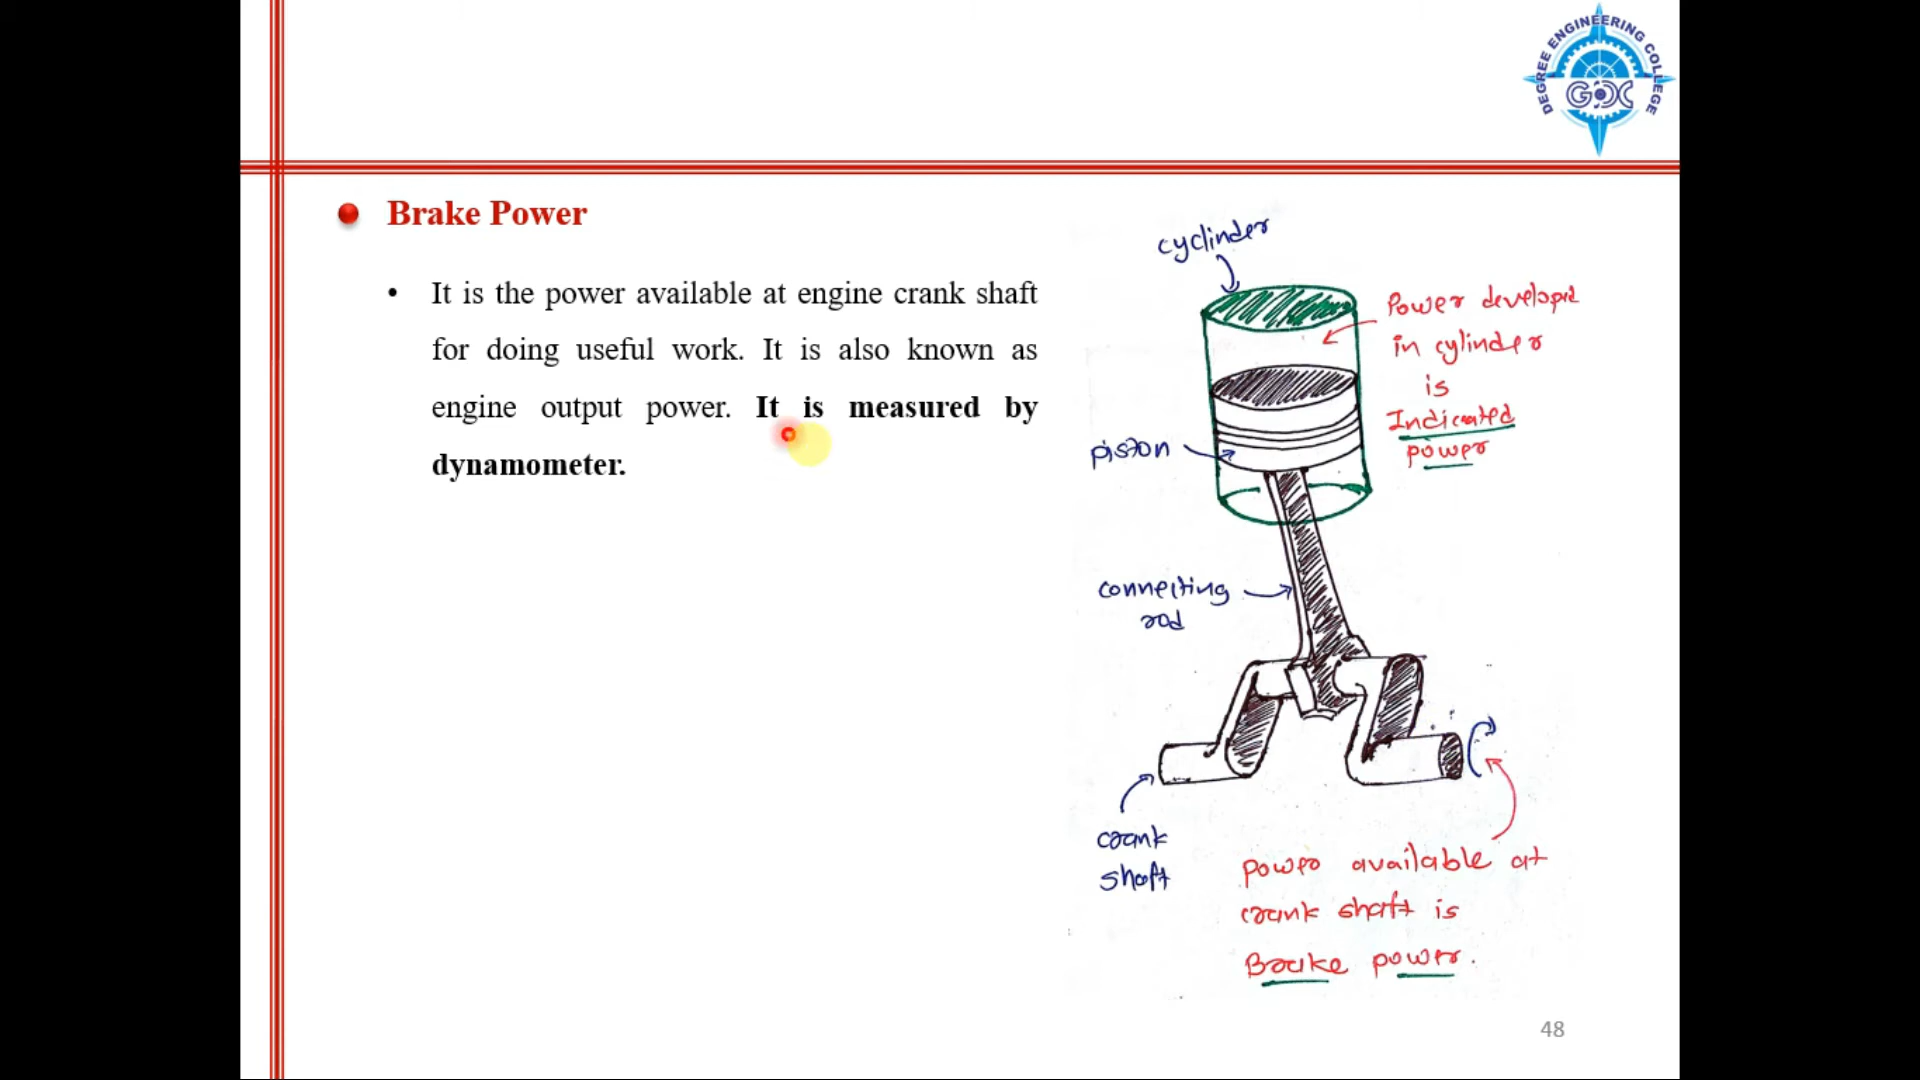 DEGREE ENGINEERING COLLEGE
GEC
Brake Power
• It is the power available at engine crank shaft
for doing useful work. It is also known as
engine output power. It is measured by
dynamometer.
cyclinder
Power developed
in cylinder
is
Indicated
power
piston
connecting
rod
crank
shaft
power available at
crank shaft is
Brake power.
48